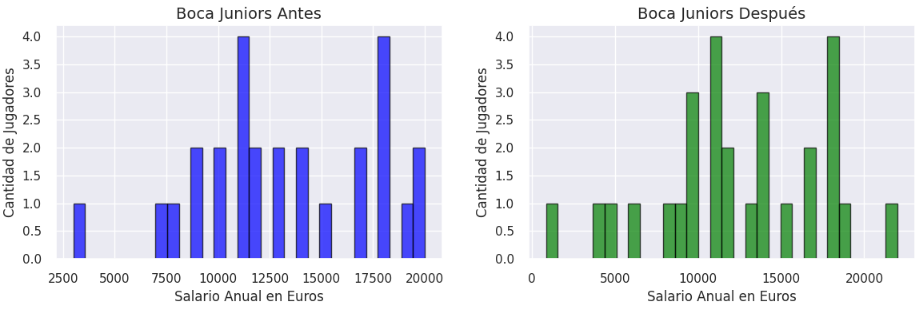 Boca Juniors Antes
Cantidad de Jugadores
4.0
3.5
3.0
2.5
2.0
1.5
1.0
0.5
0.0
2500 5000 7500 10000 12500 15000 17500 20000
Salario Anual en Euros
Boca Juniors Después
Cantidad de Jugadores
4.0
3.5
3.0
2.5
2.0
1.5
1.0
0.5
0.0
0 5000 10000 15000 20000
Salario Anual en Euros